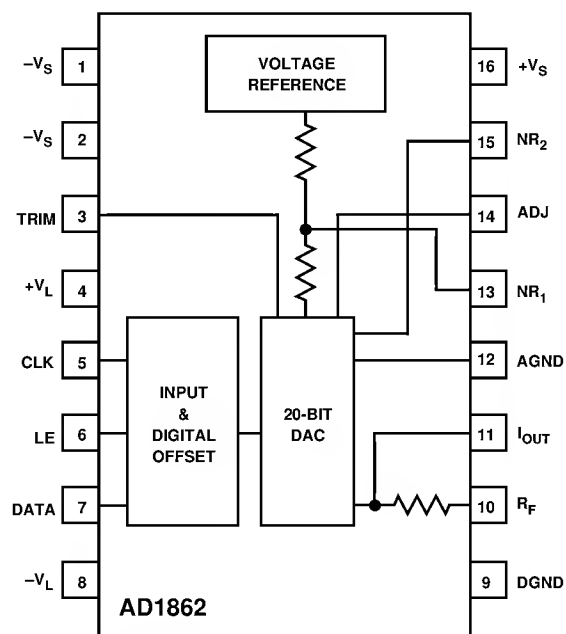 VOLTAGE
REFERENCE
–VS 1
–VS 2
TRIM 3
+VL 4
CLK 5
LE 6
DATA 7
–VL 8
16 +VS
15 NR2
14 ADJ
13 NR1
12 AGND
11 IOUT
10 RF
9 DGND
INPUT
&
DIGITAL
OFFSET
20-BIT
DAC
AD1862